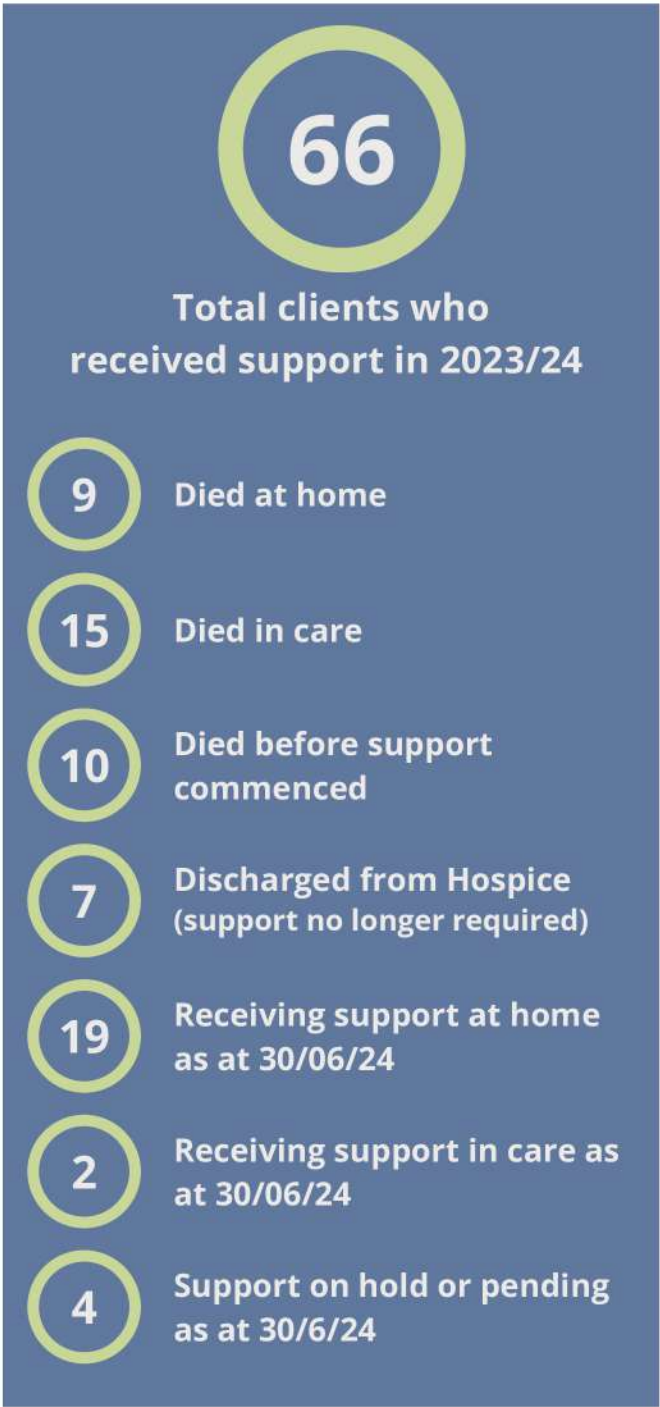 66
Total clients who
received support in 2023/24
9
Died at home
15
Died in care
10
Died before support
commenced
7
Discharged from Hospice
(support no longer required)
19
Receiving support at home
as at 30/06/24
2
Receiving support in care as
at 30/06/24
4
Support on hold or pending
as at 30/6/24